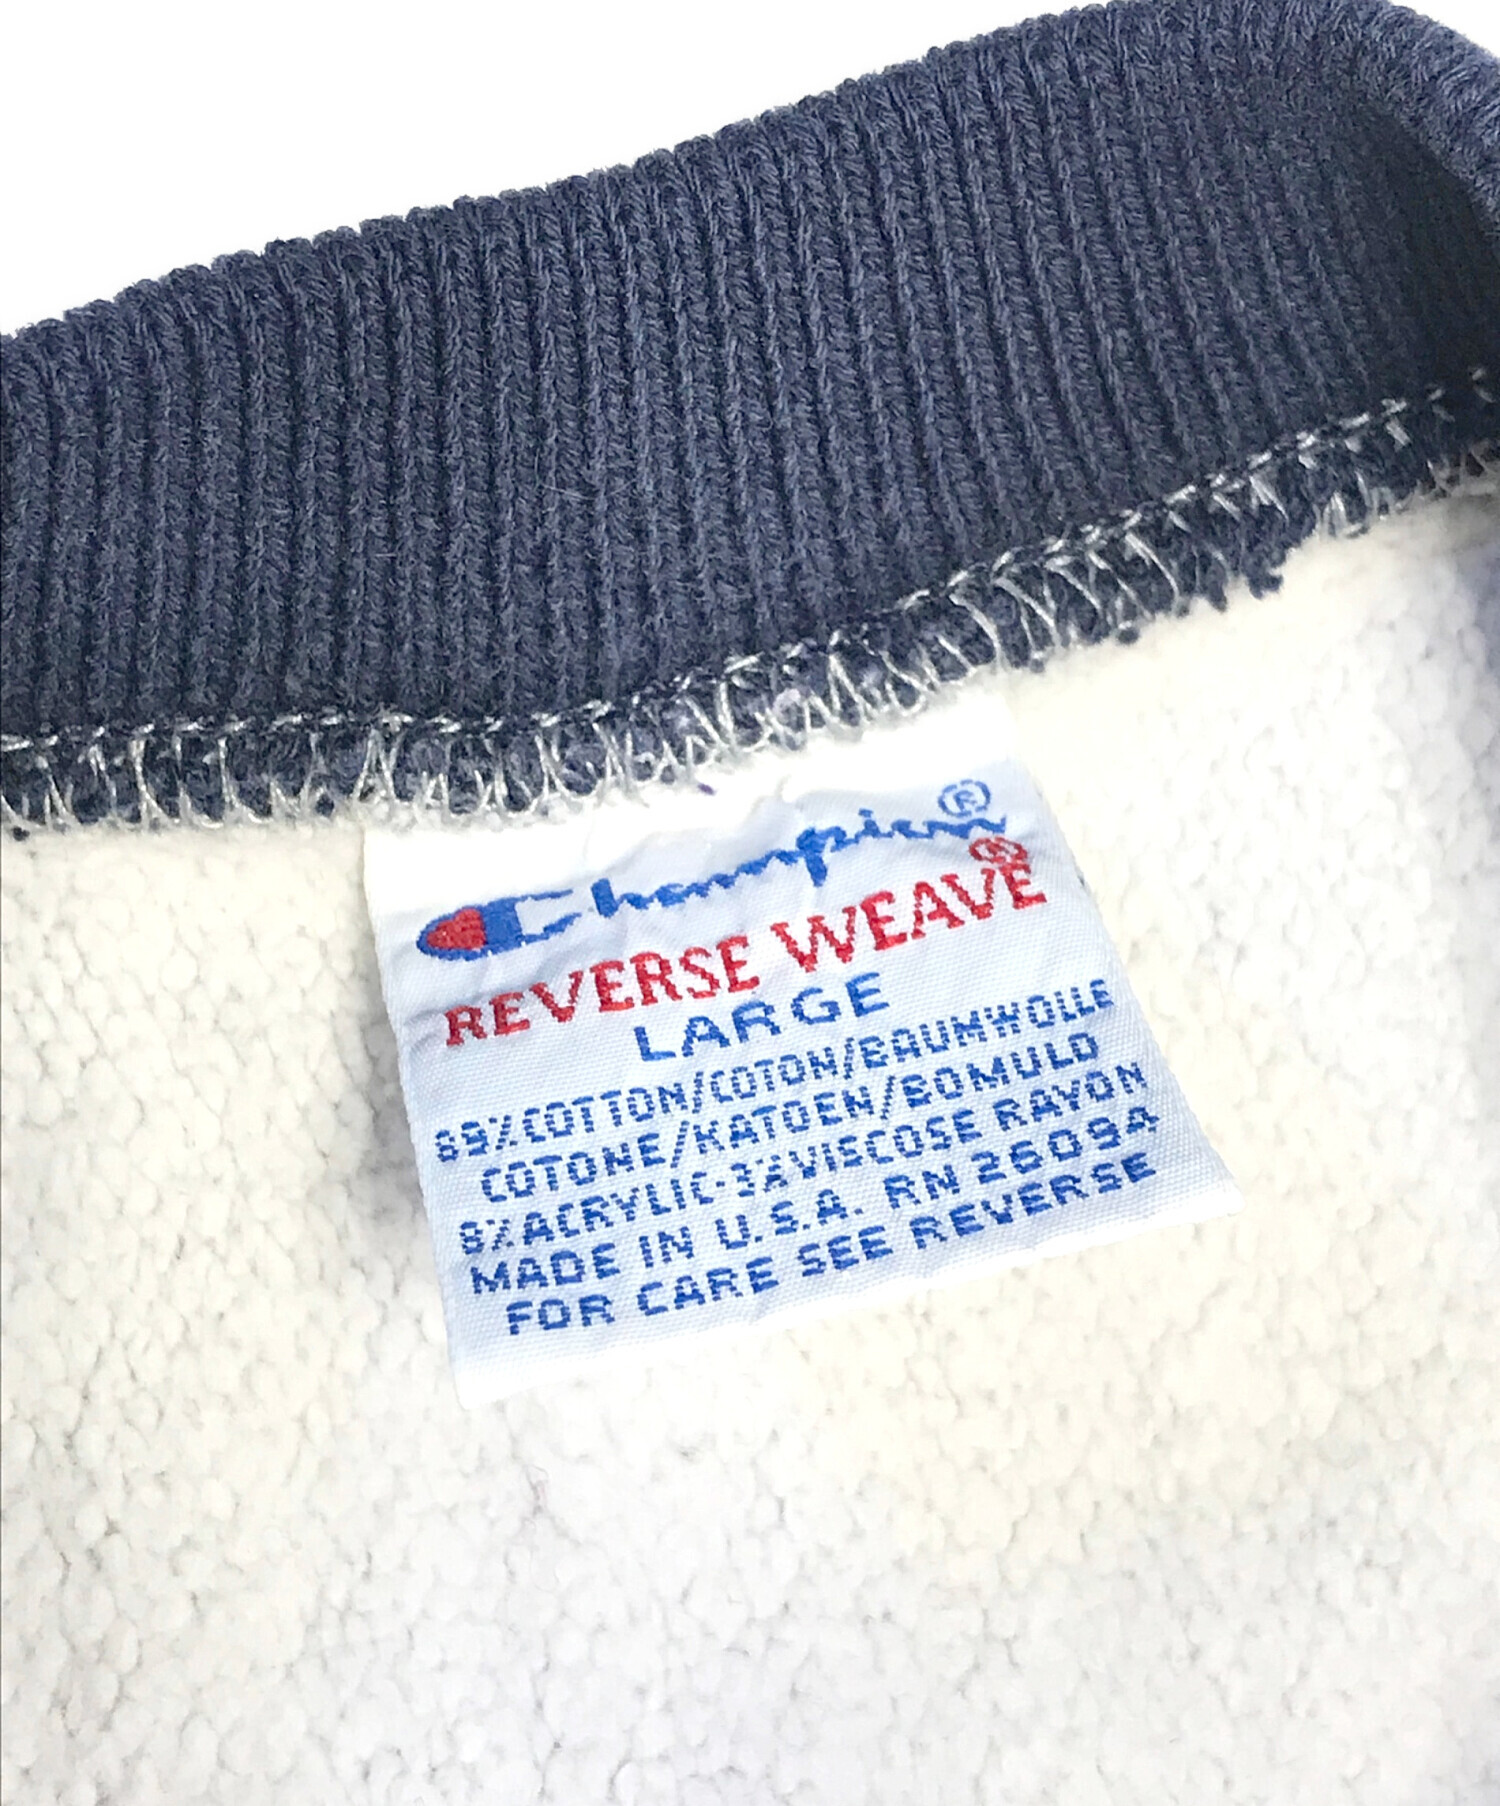 Champion®
REVERSE WEAVE®
LARGE
89% COTTON/COTON/BAUMWOLLE
COTONE/KATOEN/BOMULD
8% ACRYLIC-3% VISCOSE RAYON
MADE IN U.S.A. RN 26094
FOR CARE SEE REVERSE